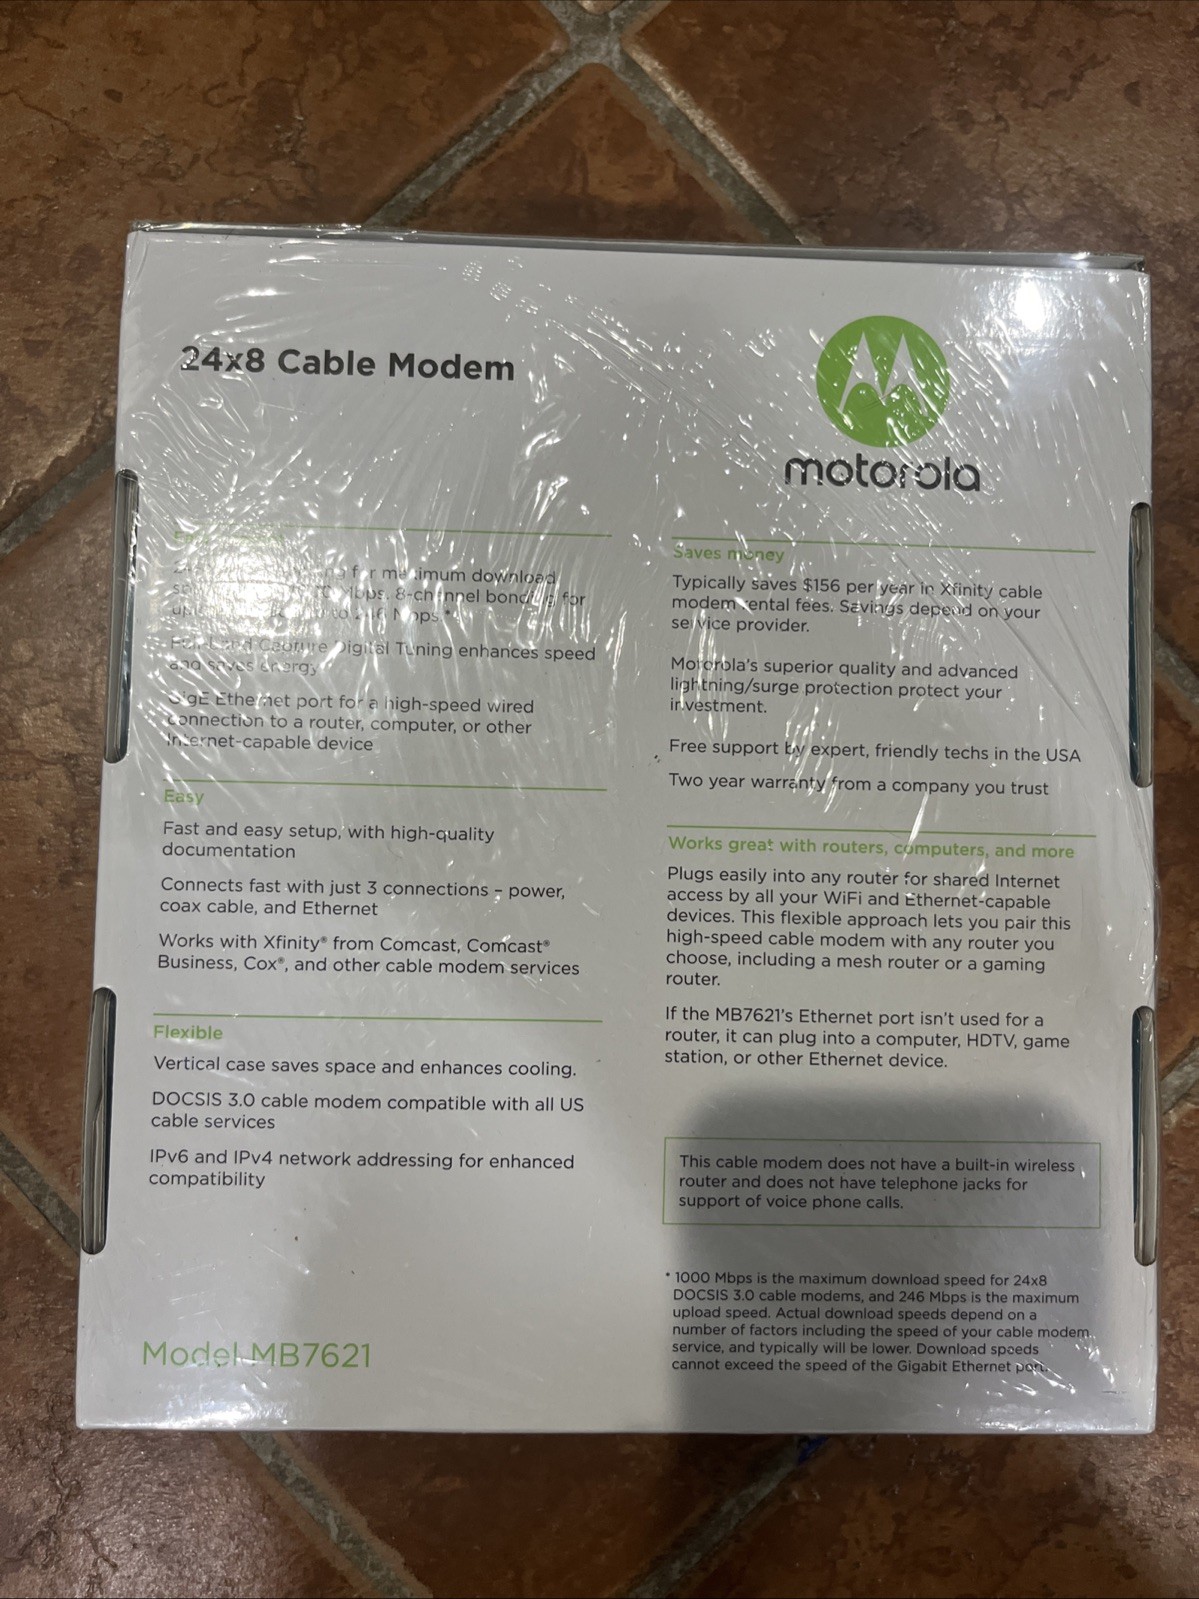 24x8 Cable Modem
motorola
for maximum download
Mbps. 8-channel bonding for
to 246 Mbps.*
Full-Band Capture Digital Tuning enhances speed
and saves energy
GigE Ethernet port for a high-speed wired
connection to a router, computer, or other
Internet-capable device
Easy
Fast and easy setup, with high-quality
documentation
Connects fast with just 3 connections – power,
coax cable, and Ethernet
Works with Xfinity® from Comcast, Comcast®
Business, Cox®, and other cable modem services
Flexible
Vertical case saves space and enhances cooling.
DOCSIS 3.0 cable modem compatible with all US
cable services
IPv6 and IPv4 network addressing for enhanced
compatibility
Model MB7621
Saves money
Typically saves $156 per year in Xfinity cable
modem rental fees. Savings depend on your
service provider.
Motorola's superior quality and advanced
lightning/surge protection protect your
investment.
Free support by expert, friendly techs in the USA
Two year warranty from a company you trust
Works great with routers, computers, and more
Plugs easily into any router for shared Internet
access by all your WiFi and Ethernet-capable
devices. This flexible approach lets you pair this
high-speed cable modem with any router you
choose, including a mesh router or a gaming
router.
If the MB7621's Ethernet port isn't used for a
router, it can plug into a computer, HDTV, game
station, or other Ethernet device.
This cable modem does not have a built-in wireless
router and does not have telephone jacks for
support of voice phone calls.
* 1000 Mbps is the maximum download speed for 24x8
DOCSIS 3.0 cable modems, and 246 Mbps is the maximum
upload speed. Actual download speeds depend on a
number of factors including the speed of your cable modem
service, and typically will be lower. Download speeds
cannot exceed the speed of the Gigabit Ethernet port.